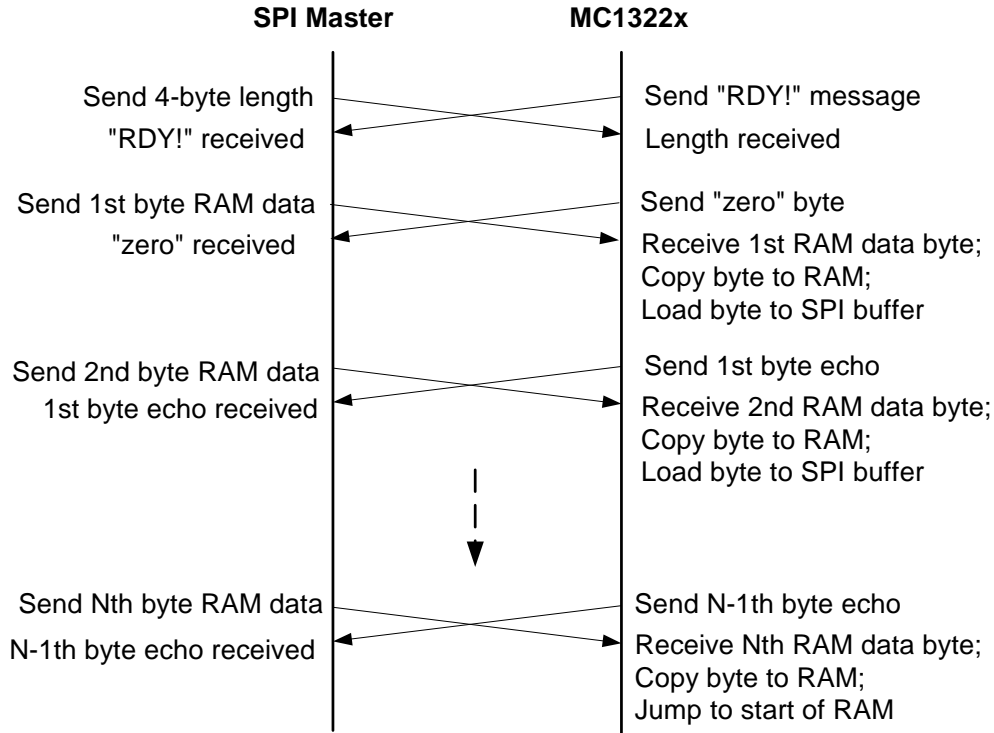 SPI Master
MC1322x
Send 4-byte length
Send "RDY!" message
"RDY!" received
Length received
Send 1st byte RAM data
Send "zero" byte
"zero" received
Receive 1st RAM data byte;
Copy byte to RAM;
Load byte to SPI buffer
Send 2nd byte RAM data
Send 1st byte echo
1st byte echo received
Receive 2nd RAM data byte;
Copy byte to RAM;
Load byte to SPI buffer
Send Nth byte RAM data
Send N-1th byte echo
N-1th byte echo received
Receive Nth RAM data byte;
Copy byte to RAM;
Jump to start of RAM